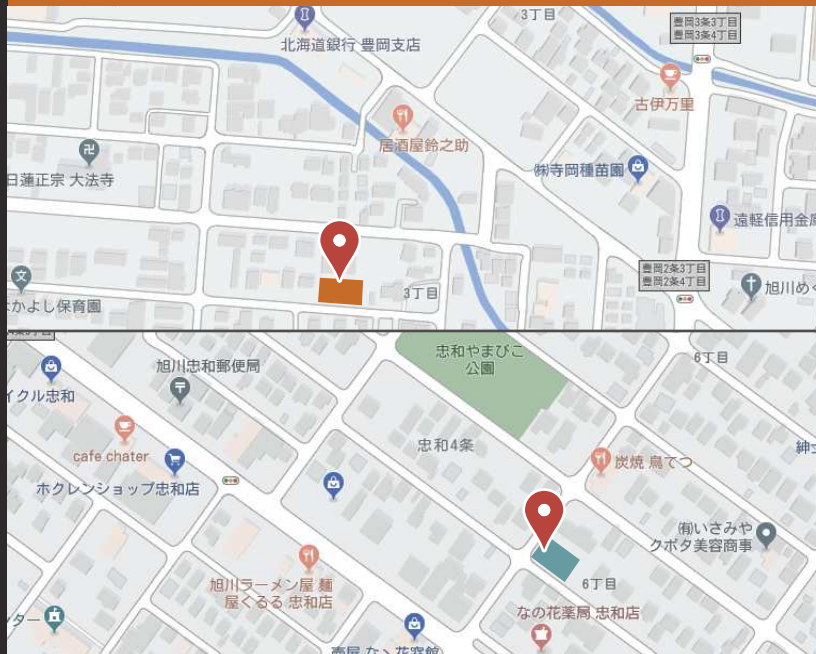 3丁目
豊岡3条3丁目
豊岡3条4丁目
北海道銀行 豊岡支店
古伊万里
居酒屋鈴之助
㈱寺岡種苗園
日蓮正宗 大法寺
遠軽信用金庫
豊岡2条3丁目
豊岡2条4丁目
旭川めぐ
3丁目
なかよし保育園
忠和やまびこ
公園
6丁目
旭川忠和郵便局
イクル忠和
忠和4条
cafe chater
炭焼 鳥てつ
ホクレンショップ忠和店
㈲いさみや
クボタ美容商事
旭川ラーメン屋 麺
屋くるる 忠和店
6丁目
なの花薬局 忠和店
ンター